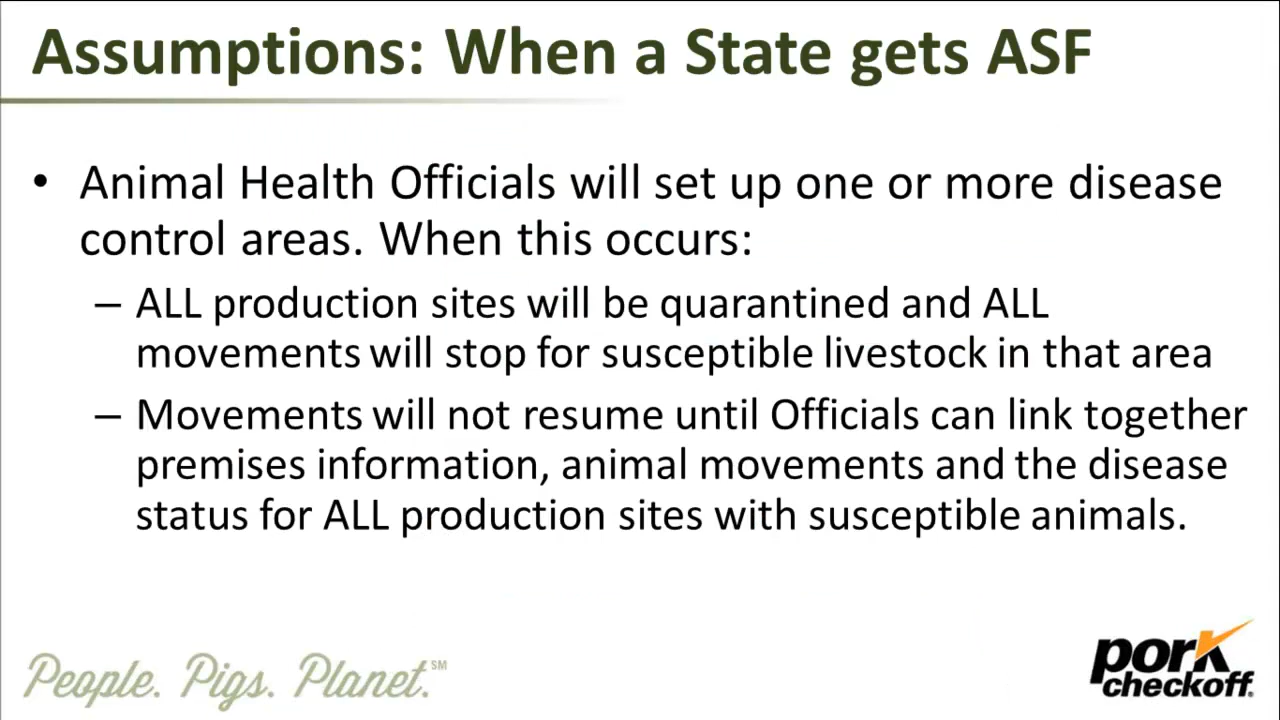 Assumptions: When a State gets ASF
• Animal Health Officials will set up one or more disease
control areas. When this occurs:
– ALL production sites will be quarantined and ALL
movements will stop for susceptible livestock in that area
– Movements will not resume until Officials can link together
premises information, animal movements and the disease
status for ALL production sites with susceptible animals.
People. Pigs. Planet.℠
pork
checkoff®